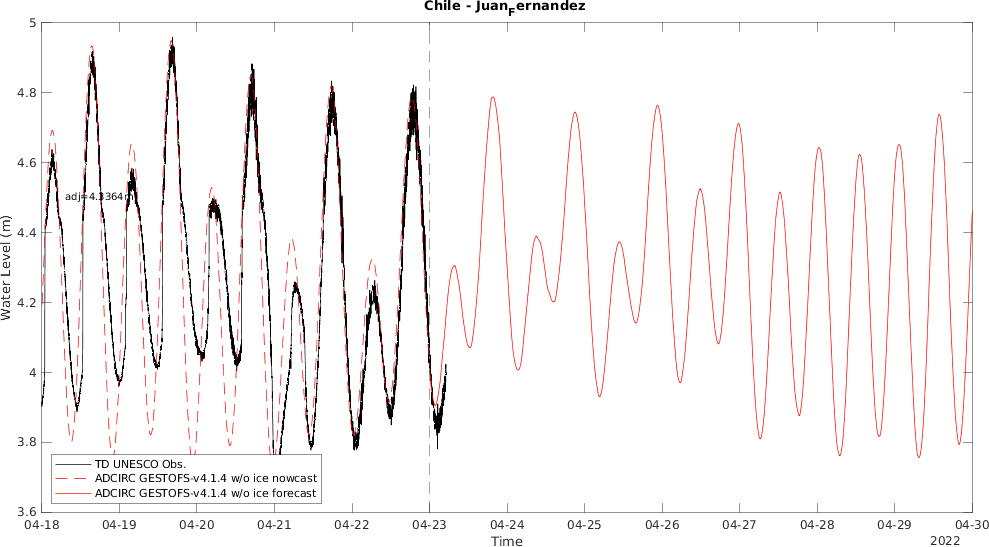 Chile - JuanFernandez
5
4.8
4.6
4.4
4.2
4
3.8
3.6
Water Level (m)
adj=4.3364m
TD UNESCO Obs.
ADCIRC GESTOFS-v4.1.4 w/o ice nowcast
ADCIRC GESTOFS-v4.1.4 w/o ice forecast
04-18 04-19 04-20 04-21 04-22 04-23 04-24 04-25 04-26 04-27 04-28 04-29 04-30
Time
2022